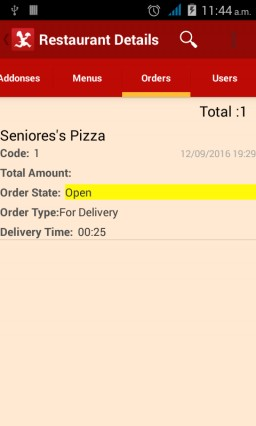 11:44 a.m.
Restaurant Details
Addonses Menus Orders Users
Total :1
Seniores's Pizza
Code: 1 12/09/2016 19:29
Total Amount:
Order State: Open
Order Type:For Delivery
Delivery Time: 00:25